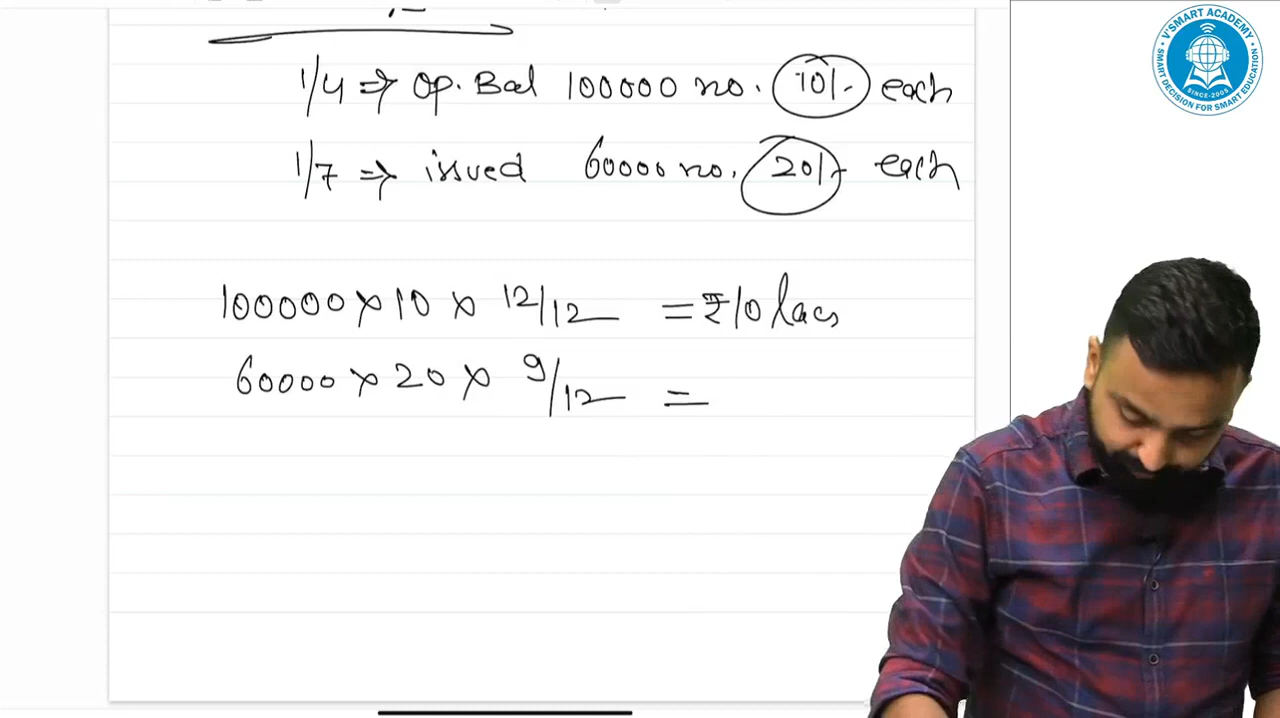 1/4 ⇒ Op. Bal 100000 no. 10/- each
1/7 ⇒ issued 60000 no. 20/- each
100000 × 10 × 12/12 = ₹10 lacs
60000 × 20 × 9/12 =
V'SMART ACADEMY
SMART DECISION FOR SMART EDUCATION
SINCE-2005